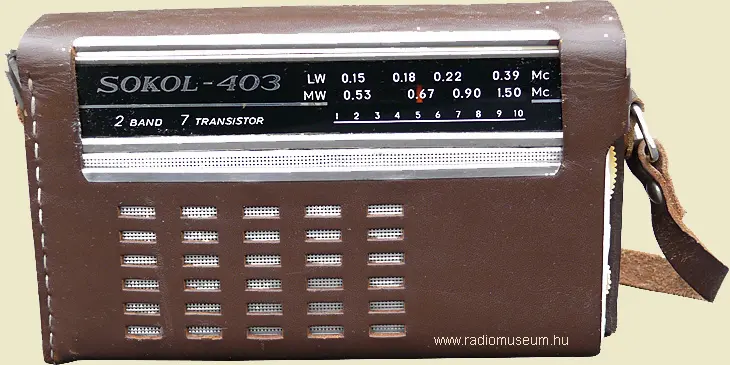 SOKOL-403
LW 0.15 0.18 0.22 0.39 Mc
MW 0.53 0.67 0.90 1.50 Mc.
2 BAND 7 TRANSISTOR
1 2 3 4 5 6 7 8 9 10
www.radiomuseum.hu